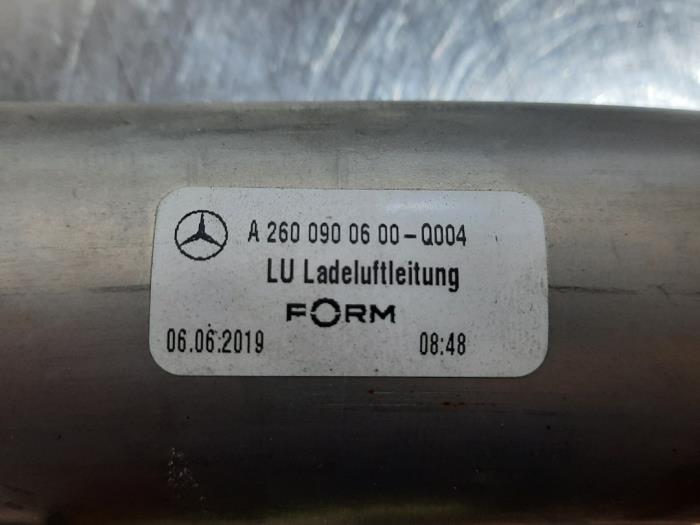 A 260 090 06 00-Q004
LU Ladeluftleitung
FORM
06.06.2019 08:48